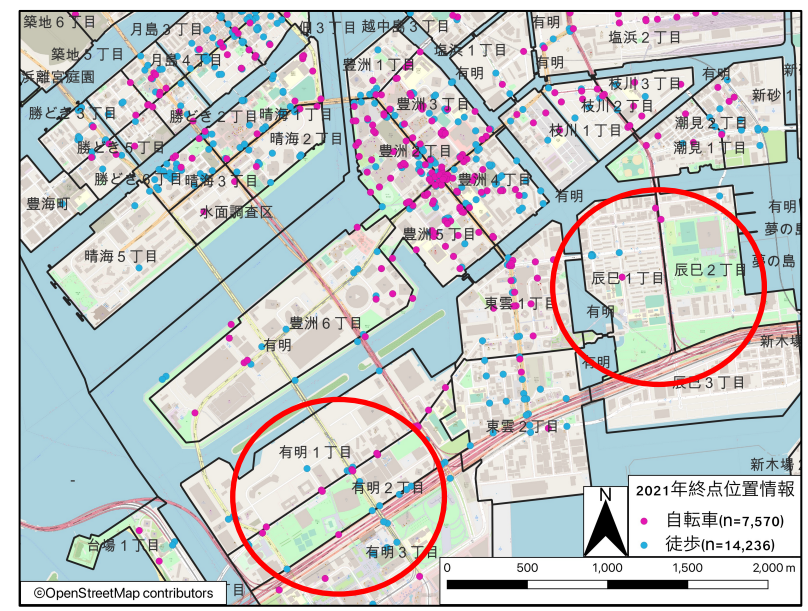 築地6丁目
月島3丁目
佃3丁目
越中島3丁目
有明
塩浜2丁目
築地5丁目
月島4丁目
塩浜1丁目
豊洲1丁目
有明
有明
浜離宮庭園
枝川3丁目
有明
新砂1
勝どき3丁目
勝どき2丁目
晴海1丁目
豊洲3丁目
枝川2丁目
枝川1丁目
潮見2丁目
勝どき5丁目
晴海2丁目
豊洲2丁目
潮見1丁目
勝どき6丁目
晴海3丁目
豊洲4丁目
豊海町
有明
有明
水面調査区
夢の島
豊洲5丁目
晴海5丁目
夢の島
辰巳1丁目
辰巳2丁目
東雲1丁目
有明
豊洲6丁目
有明
新木場
有明
辰巳3丁目
東雲2丁目
有明1丁目
新木場2
有明2丁目
台場1丁目
有明3丁目
丁目
2021年終点位置情報
自転車(n=7,570)
徒歩(n=14,236)
N
0 500 1,000 1,500 2,000 m
©OpenStreetMap contributors